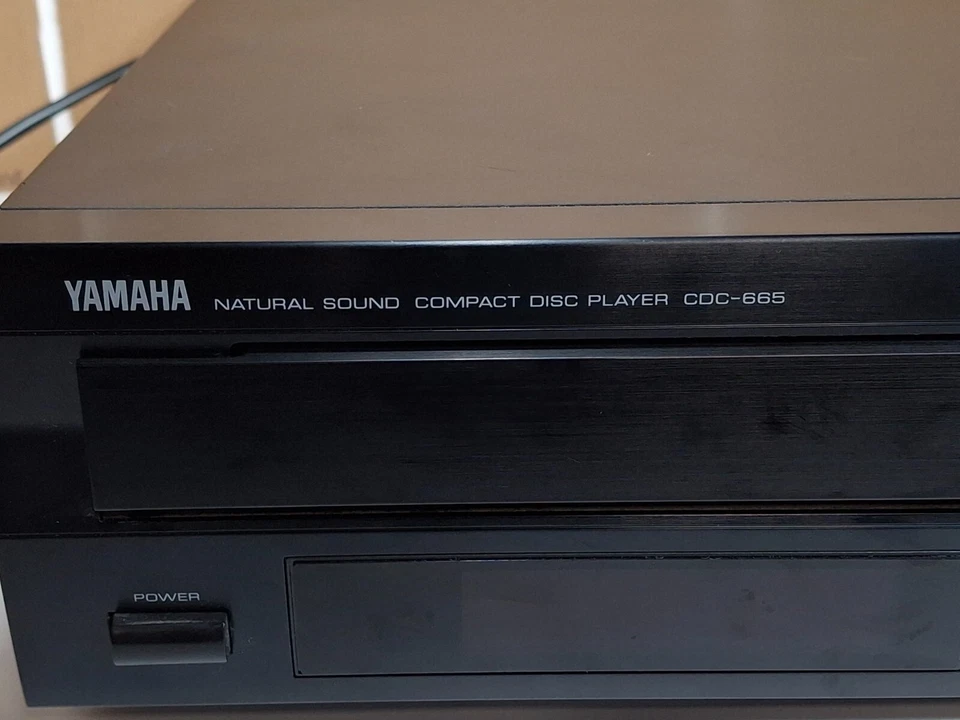 YAMAHA NATURAL SOUND COMPACT DISC PLAYER CDC-665
POWER